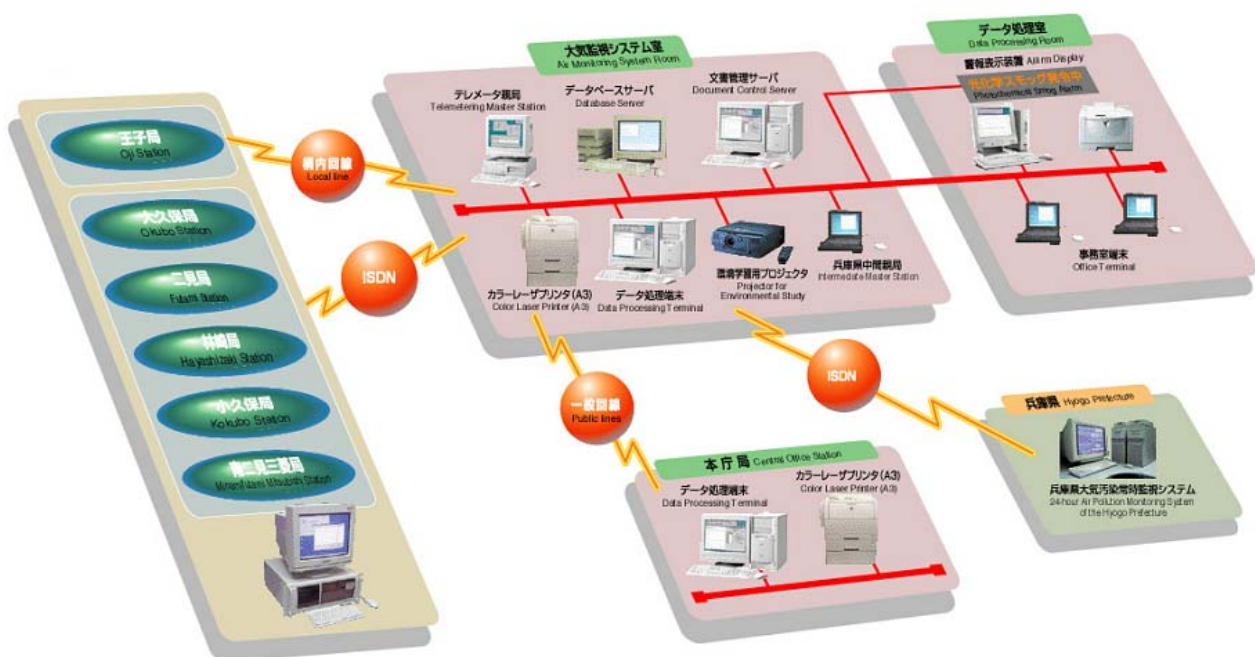 王子局
Oji Station
大久保局
Okubo Station
二見局
Futami Station
林崎局
Hayashizaki Station
小久保局
Kokubo Station
南二見三菱局
MinamiFutami Mitsubishi Station
構内回線
Local line
ISDN
大気監視システム室
Air Monitoring System Room
テレメータ親局
Telemetering Master Station
データベースサーバ
Database Server
文書管理サーバ
Document Control Server
カラーレーザプリンタ(A3)
Color Laser Printer (A3)
データ処理端末
Data Processing Terminal
環境学習用プロジェクタ
Projector for
Environmental Study
兵庫県中間親局
Intermediate Master Station
データ処理室
Data Processing Room
警報表示装置 Alarm Display
光化学スモッグ発令中
Photochemical Smog Alarm
事務室端末
Office Terminal
一般回線
Public lines
ISDN
本庁局 Central Office Station
データ処理端末
Data Processing Terminal
カラーレーザプリンタ(A3)
Color Laser Printer (A3)
兵庫県 Hyogo Prefecture
兵庫県大気汚染常時監視システム
24-hour Air Pollution Monitoring System
of the Hyogo Prefecture